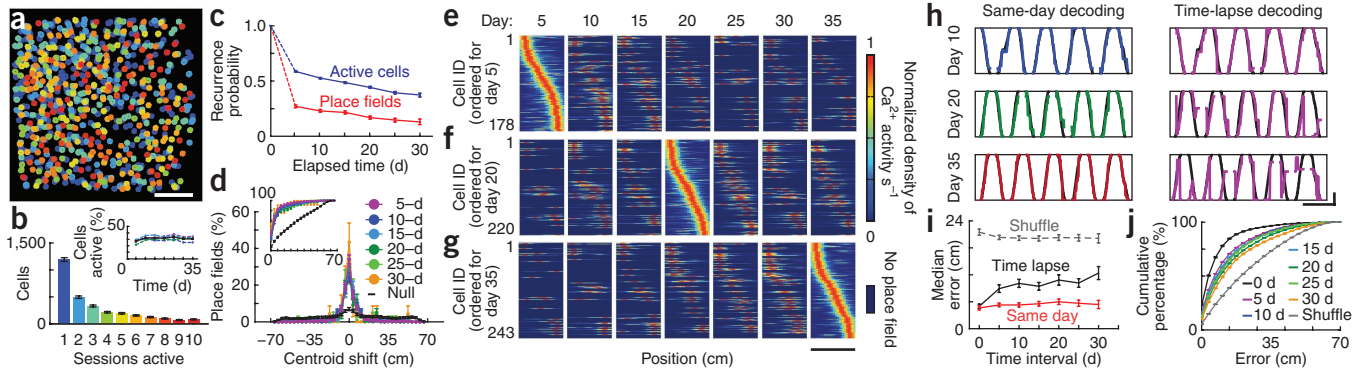 a
b
1,500
0
Cells
1 2 3 4 5 6 7 8 9 10
Sessions active
Cells active (%)
50
0
0 35
Time (d)
c
Recurrence probability
1
0.5
0
Active cells
Place fields
0 10 20 30
Elapsed time (d)
d
Place fields (%)
100
0
0 70
100
0
5–d
10–d
15–d
20–d
25–d
30–d
Null
−70 −35 0 35 70
Centroid shift (cm)
e
Day: 5 10 15 20 25 30 35
Cell ID (ordered for day 5)
1
178
f
Cell ID (ordered for day 20)
1
220
g
Cell ID (ordered for day 35)
1
243
Position (cm)
1
0
Normalized density of Ca2+ activity s−1
No place field
h
Same-day decoding
Time-lapse decoding
Day 10
Day 20
Day 35
i
Median error (cm)
24
12
0
Shuffle
Time lapse
Same day
0 10 20 30
Time interval (d)
j
Cumulative percentage (%)
100
50
0
0 d
5 d
10 d
15 d
20 d
25 d
30 d
Shuffle
0 35 70
Error (cm)